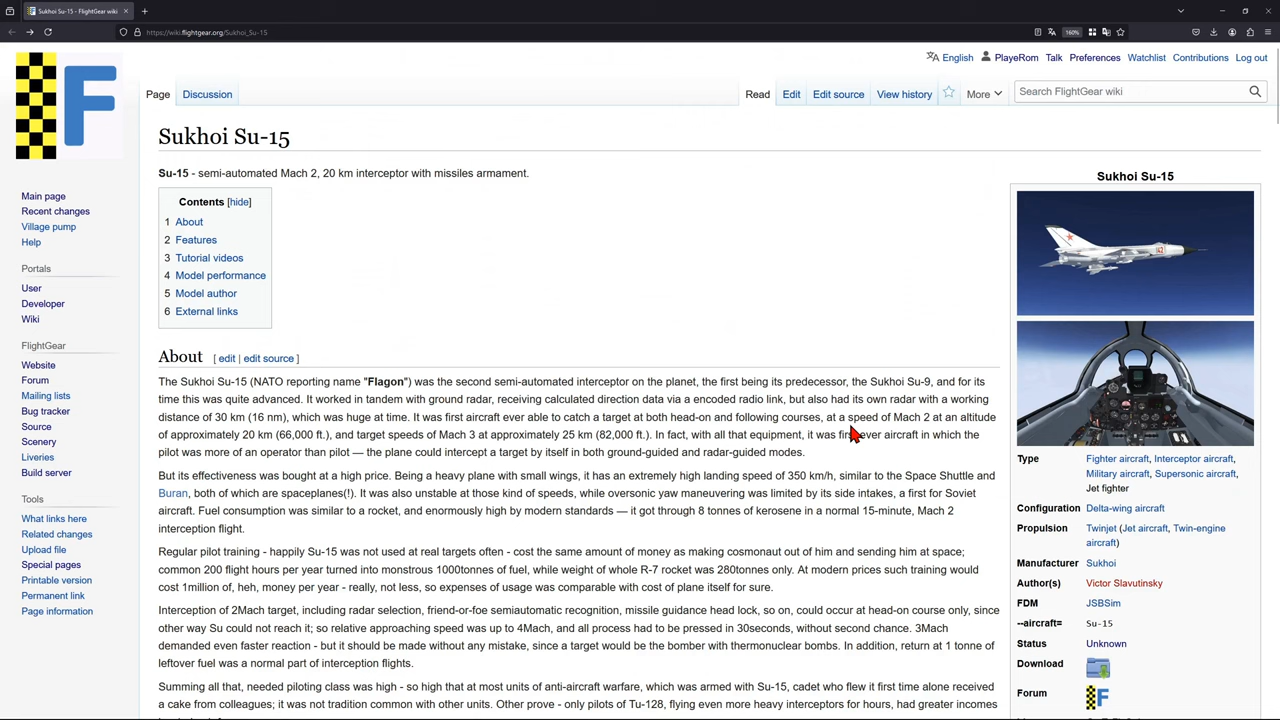 Sukhoi Su-15 - FlightGear wiki
https://wiki.flightgear.org/Sukhoi_Su-15
160%
English PlayeRom Talk Preferences Watchlist Contributions Log out
Page Discussion Read Edit Edit source View history More Search FlightGear wiki
F
Main page
Recent changes
Village pump
Help
Portals
User
Developer
Wiki
FlightGear
Website
Forum
Mailing lists
Bug tracker
Source
Scenery
Liveries
Build server
Tools
What links here
Related changes
Upload file
Special pages
Printable version
Permanent link
Page information
Sukhoi Su-15
Su-15 - semi-automated Mach 2, 20 km interceptor with missiles armament.
Contents [hide]
1 About
2 Features
3 Tutorial videos
4 Model performance
5 Model author
6 External links
About [ edit | edit source ]
The Sukhoi Su-15 (NATO reporting name "Flagon") was the second semi-automated interceptor on the planet, the first being its predecessor, the Sukhoi Su-9, and for its
time this was quite advanced. It worked in tandem with ground radar, receiving calculated direction data via a encoded radio link, but also had its own radar with a working
distance of 30 km (16 nm), which was huge at time. It was first aircraft ever able to catch a target at both head-on and following courses, at a speed of Mach 2 at an altitude
of approximately 20 km (66,000 ft.), and target speeds of Mach 3 at approximately 25 km (82,000 ft.). In fact, with all that equipment, it was first ever aircraft in which the
pilot was more of an operator than pilot — the plane could intercept a target by itself in both ground-guided and radar-guided modes.
But its effectiveness was bought at a high price. Being a heavy plane with small wings, it has an extremely high landing speed of 350 km/h, similar to the Space Shuttle and
Buran, both of which are spaceplanes(!). It was also unstable at those kind of speeds, while oversonic yaw maneuvering was limited by its side intakes, a first for Soviet
aircraft. Fuel consumption was similar to a rocket, and enormously high by modern standards — it got through 8 tonnes of kerosene in a normal 15-minute, Mach 2
interception flight.
Regular pilot training - happily Su-15 was not used at real targets often - cost the same amount of money as making cosmonaut out of him and sending him at space;
common 200 flight hours per year turned into monstrous 1000tonnes of fuel, while weight of whole R-7 rocket was 280tonnes only. At modern prices such training would
cost 1million of, heh, money per year - really, not less, so expenses of usage was comparable with cost of plane itself for sure.
Interception of 2Mach target, including radar selection, friend-or-foe semiautomatic recognition, missile guidance head lock, so on, could occur at head-on course only, since
other way Su could not reach it; so relative approaching speed was up to 4Mach, and all process had to be pressed in 30seconds, without second chance. 3Mach
demanded even faster reaction - but it should be made without any mistake, since a target would be the bomber with thermonuclear bombs. In addition, return at 1 tonne of
leftover fuel was a normal part of interception flights.
Summing all that, needed piloting class was high - so high that at most units of anti-aircraft warfare, which was armed with Su-15, cadet who flew it first time alone received
a cake from colleagues; it was not tradition common with other units. Other prove - only pilots of Tu-128, flying even more heavy interceptors for hours, had greater incomes
Sukhoi Su-15
Type Fighter aircraft, Interceptor aircraft,
Military aircraft, Supersonic aircraft,
Jet fighter
Configuration Delta-wing aircraft
Propulsion Twinjet (Jet aircraft, Twin-engine
aircraft)
Manufacturer Sukhoi
Author(s) Victor Slavutinsky
FDM JSBSim
--aircraft= Su-15
Status Unknown
Download
Forum F